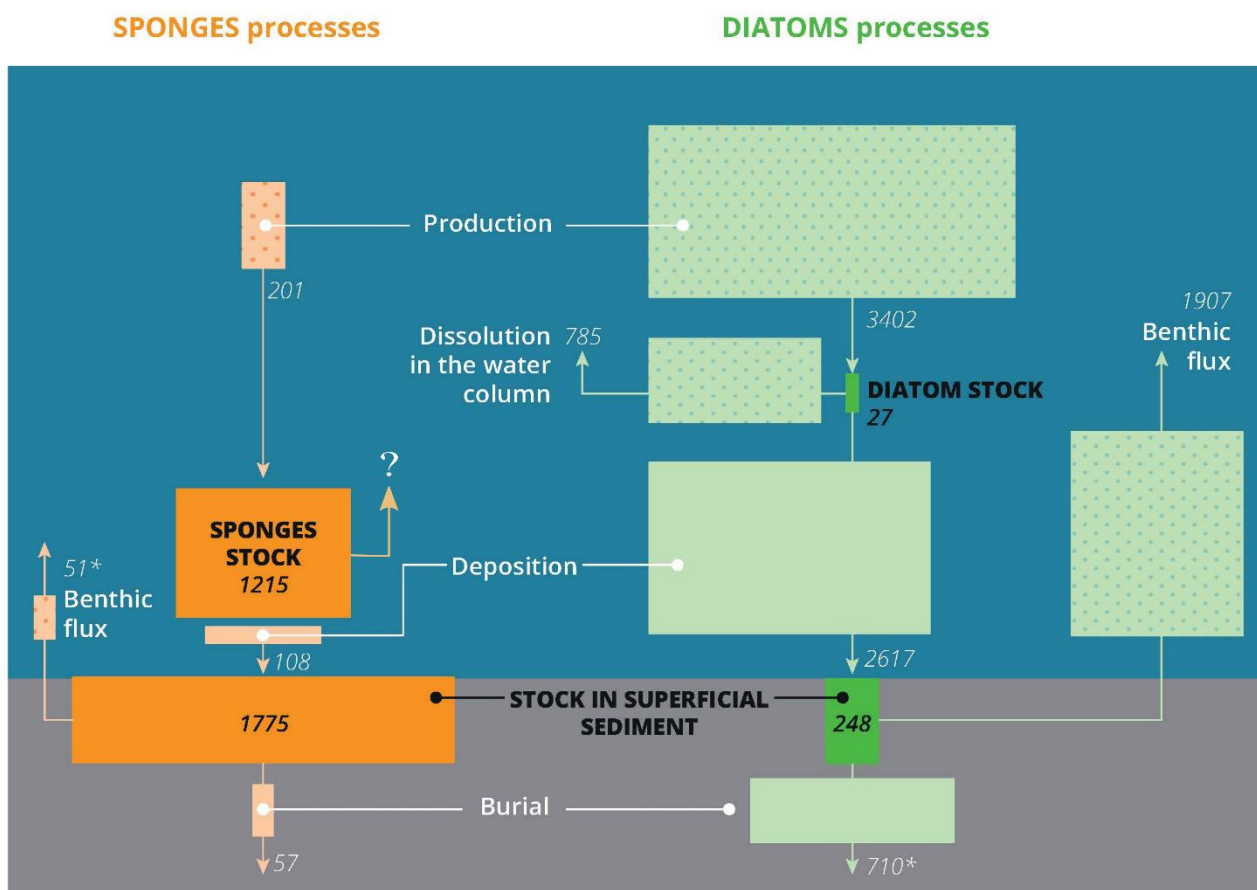 SPONGES processes
DIATOMS processes
Production
201
3402
1907
Benthic
flux
Dissolution
in the water
column
785
DIATOM STOCK
27
?
SPONGES
STOCK
1215
Deposition
51*
Benthic
flux
108
2617
1775
STOCK IN SUPERFICIAL
SEDIMENT
248
Burial
57
710*